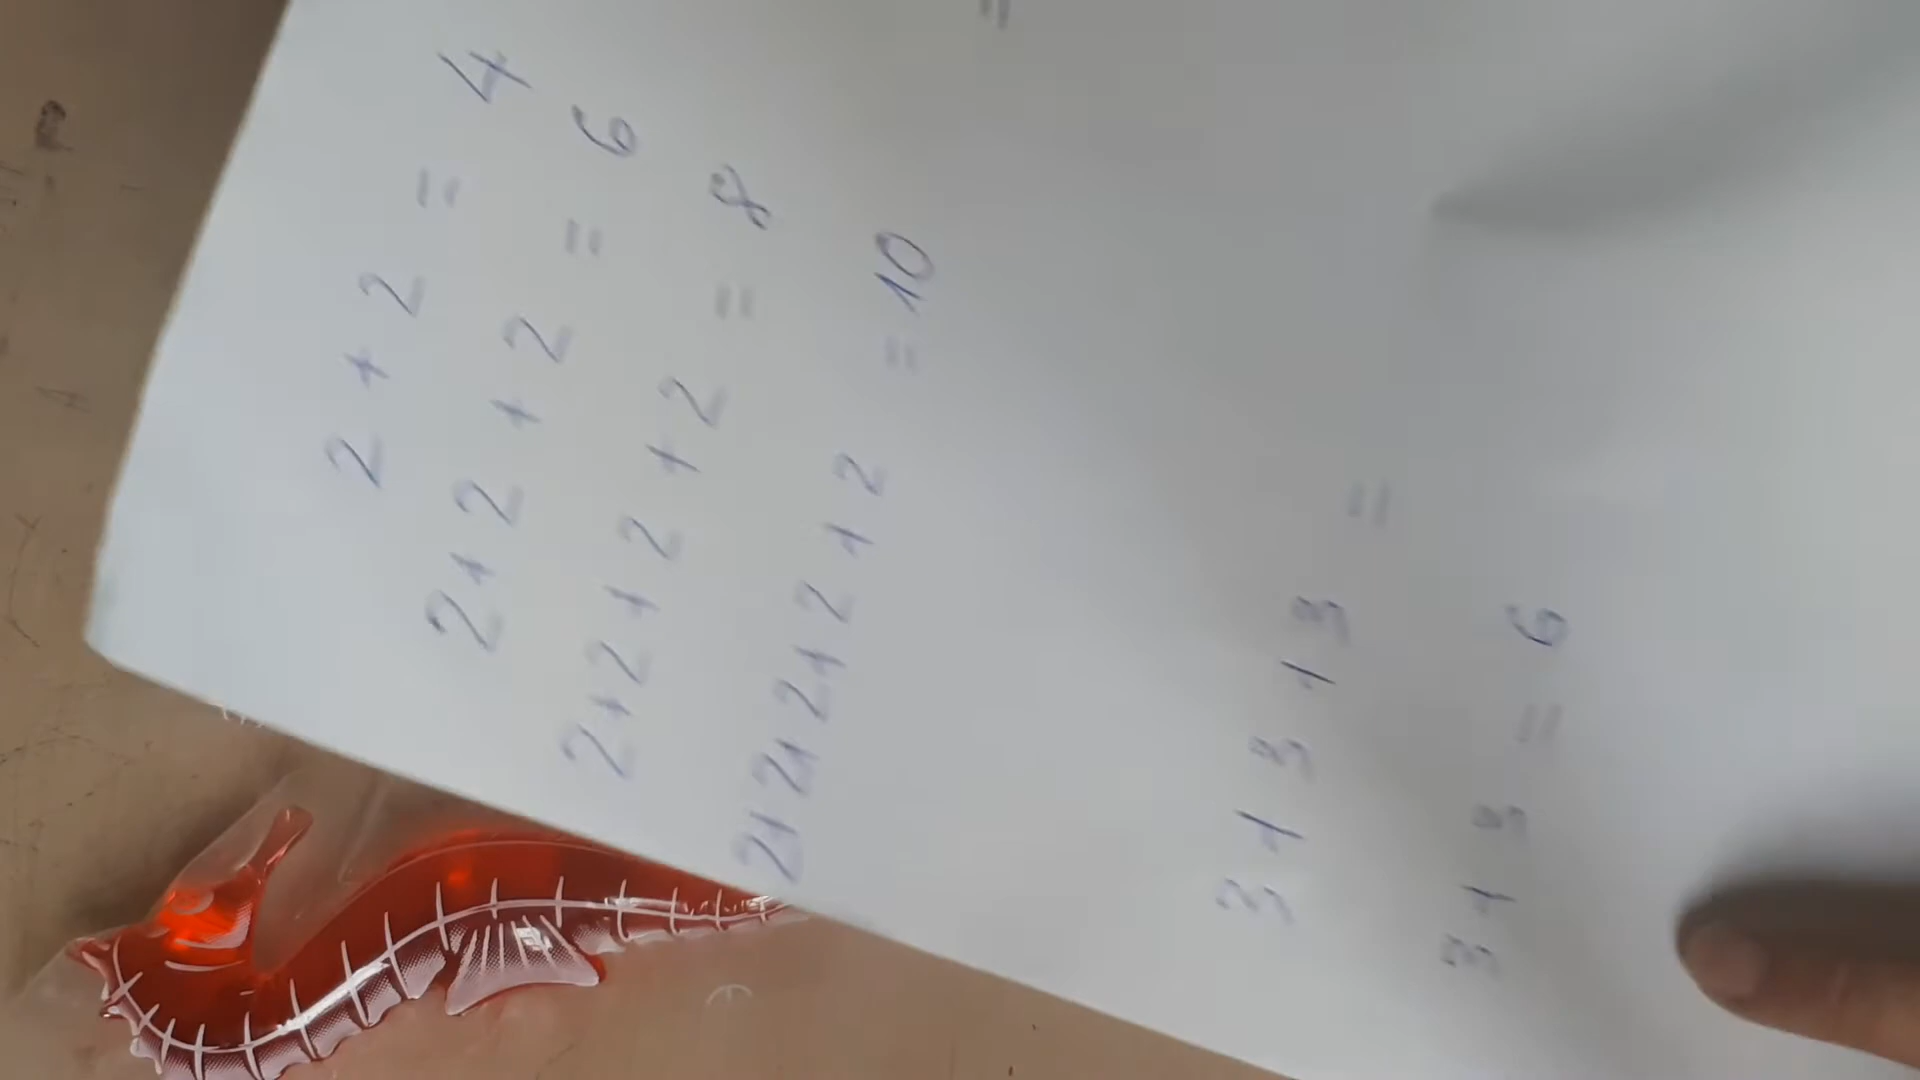 2 + 2 = 4
2 + 2 + 2 = 6
2 + 2 + 2 + 2 = 8
2 + 2 + 2 + 2 + 2 = 10
=
3 + 3 + 3 =
3 + 3 = 6